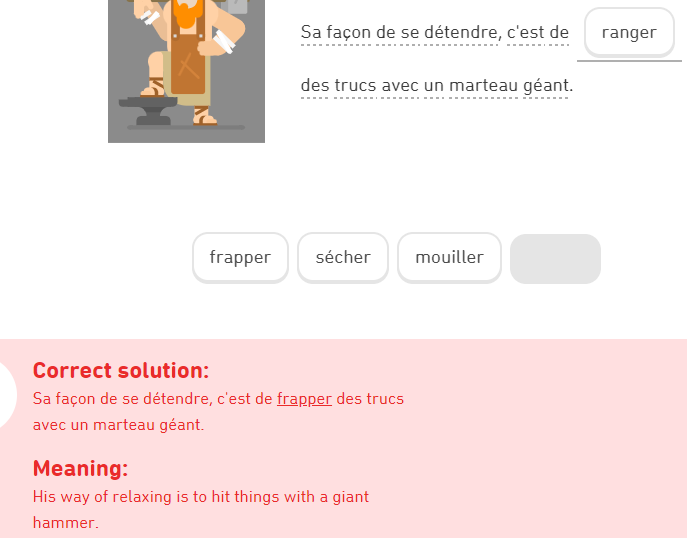 Sa façon de se détendre, c'est de ranger
des trucs avec un marteau géant.
frapper sécher mouiller
Correct solution:
Sa façon de se détendre, c'est de frapper des trucs
avec un marteau géant.
Meaning:
His way of relaxing is to hit things with a giant
hammer.